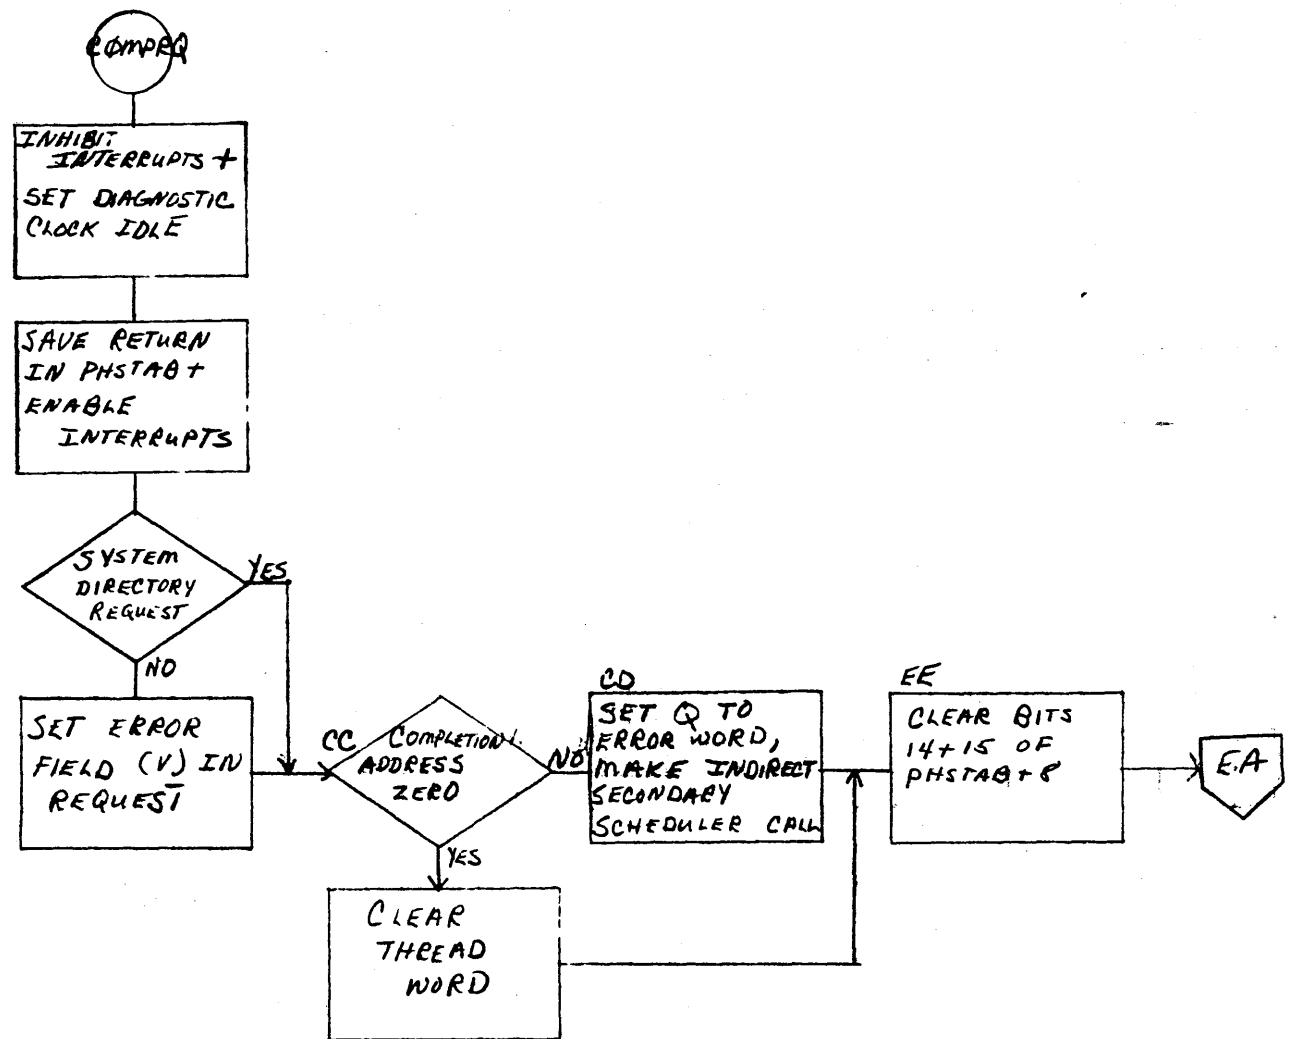 CØMPRQ
INHIBIT
INTERRUPTS +
SET DIAGNOSTIC
CLOCK IDLE
SAVE RETURN
IN PHSTAB +
ENABLE
INTERRUPTS
SYSTEM
DIRECTORY
REQUEST
YES
NO
SET ERROR
FIELD (V) IN
REQUEST
CC
COMPLETION
ADDRESS
ZERO
NO
YES
CLEAR
THREAD
WORD
CD
SET Q TO
ERROR WORD,
MAKE INDIRECT
SECONDARY
SCHEDULER CALL
EE
CLEAR BITS
14+15 OF
PHSTAB+8
E.A